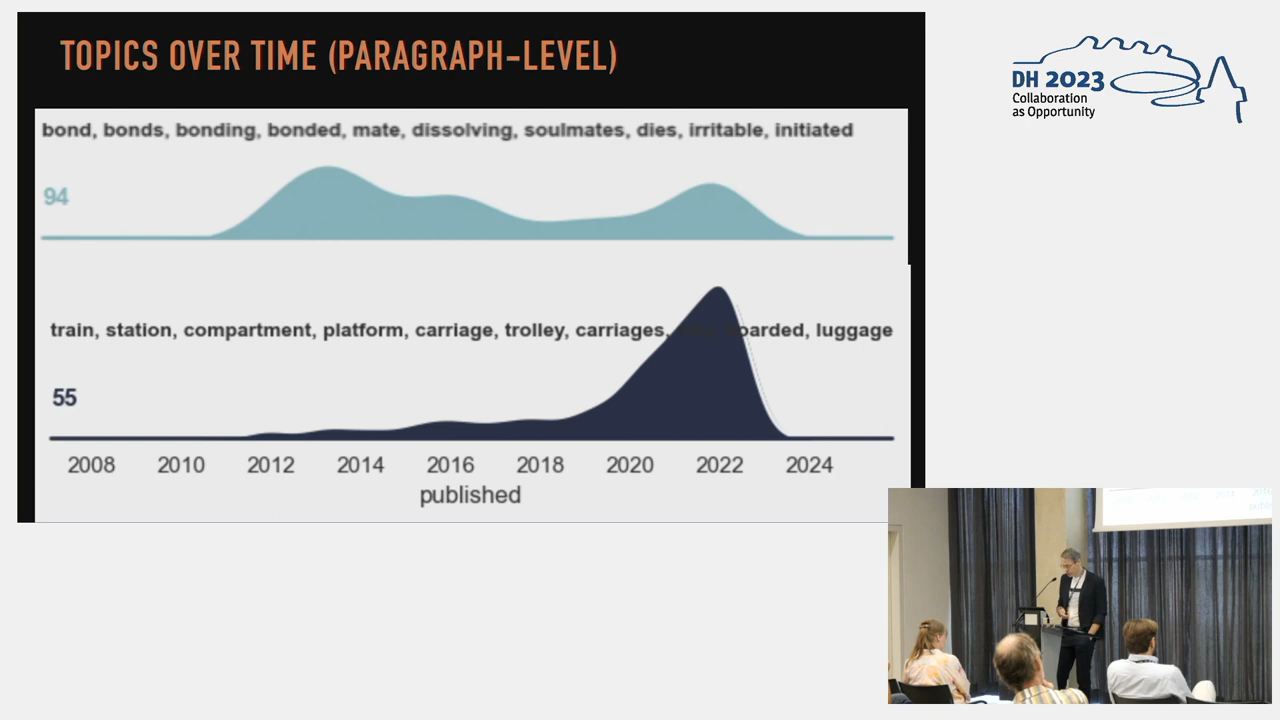 TOPICS OVER TIME (PARAGRAPH-LEVEL)
bond, bonds, bonding, bonded, mate, dissolving, soulmates, dies, irritable, initiated
94
train, station, compartment, platform, carriage, trolley, carriages, luggage
55
2008 2010 2012 2014 2016 2018 2020 2022 2024
published
DH 2023
Collaboration
as Opportunity